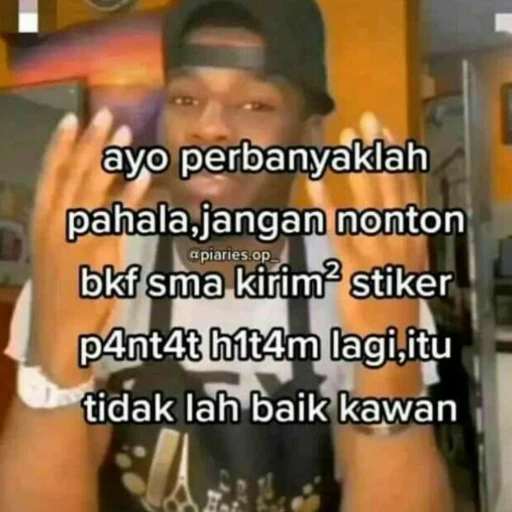 ayo perbanyaklah
pahala,jangan nonton
@piaries.op_
bkf sma kirim² stiker
p4nt4t h1t4m lagi,itu
tidak lah baik kawan